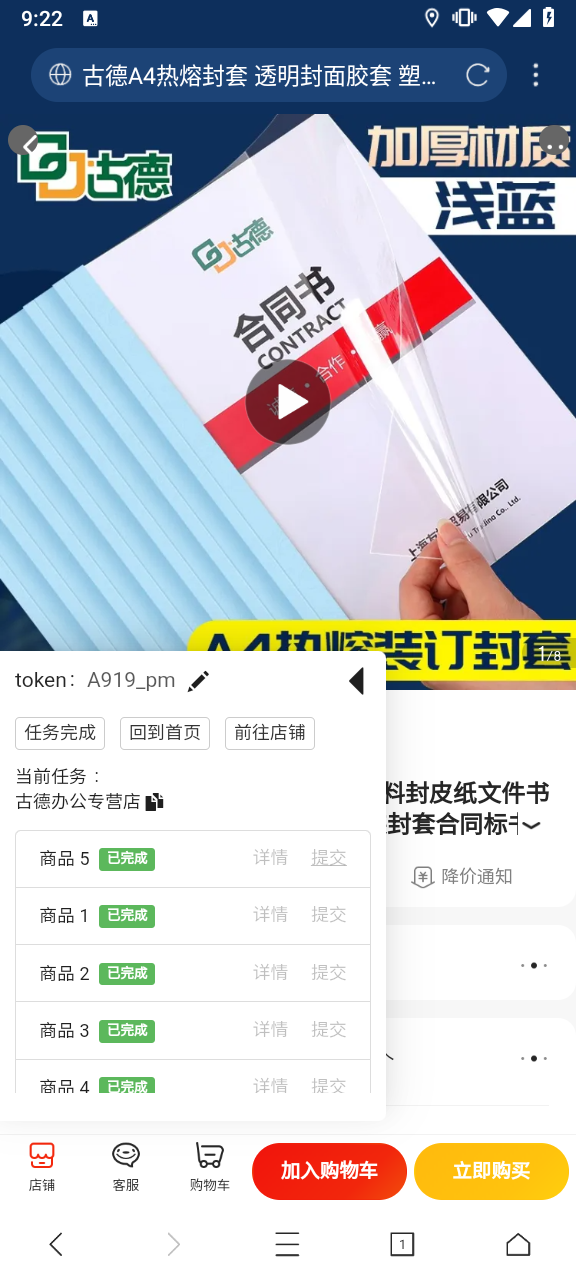 9:22
A
古德A4热熔封套 透明封面胶套 塑...
古德
加厚材质
浅蓝
古德
合同书
CONTRACT
合作
赢
A4热熔装订封套
1/8
token: A919_pm
任务完成
回到首页
前往店铺
当前任务：
古德办公专营店
料封皮纸文件书
封套合同标书
降价通知
商品 5 已完成 详情 提交
商品 1 已完成 详情 提交
商品 2 已完成 详情 提交
商品 3 已完成 详情 提交
商品 4 已完成 详情 提交
店铺
客服
购物车
加入购物车
立即购买
1